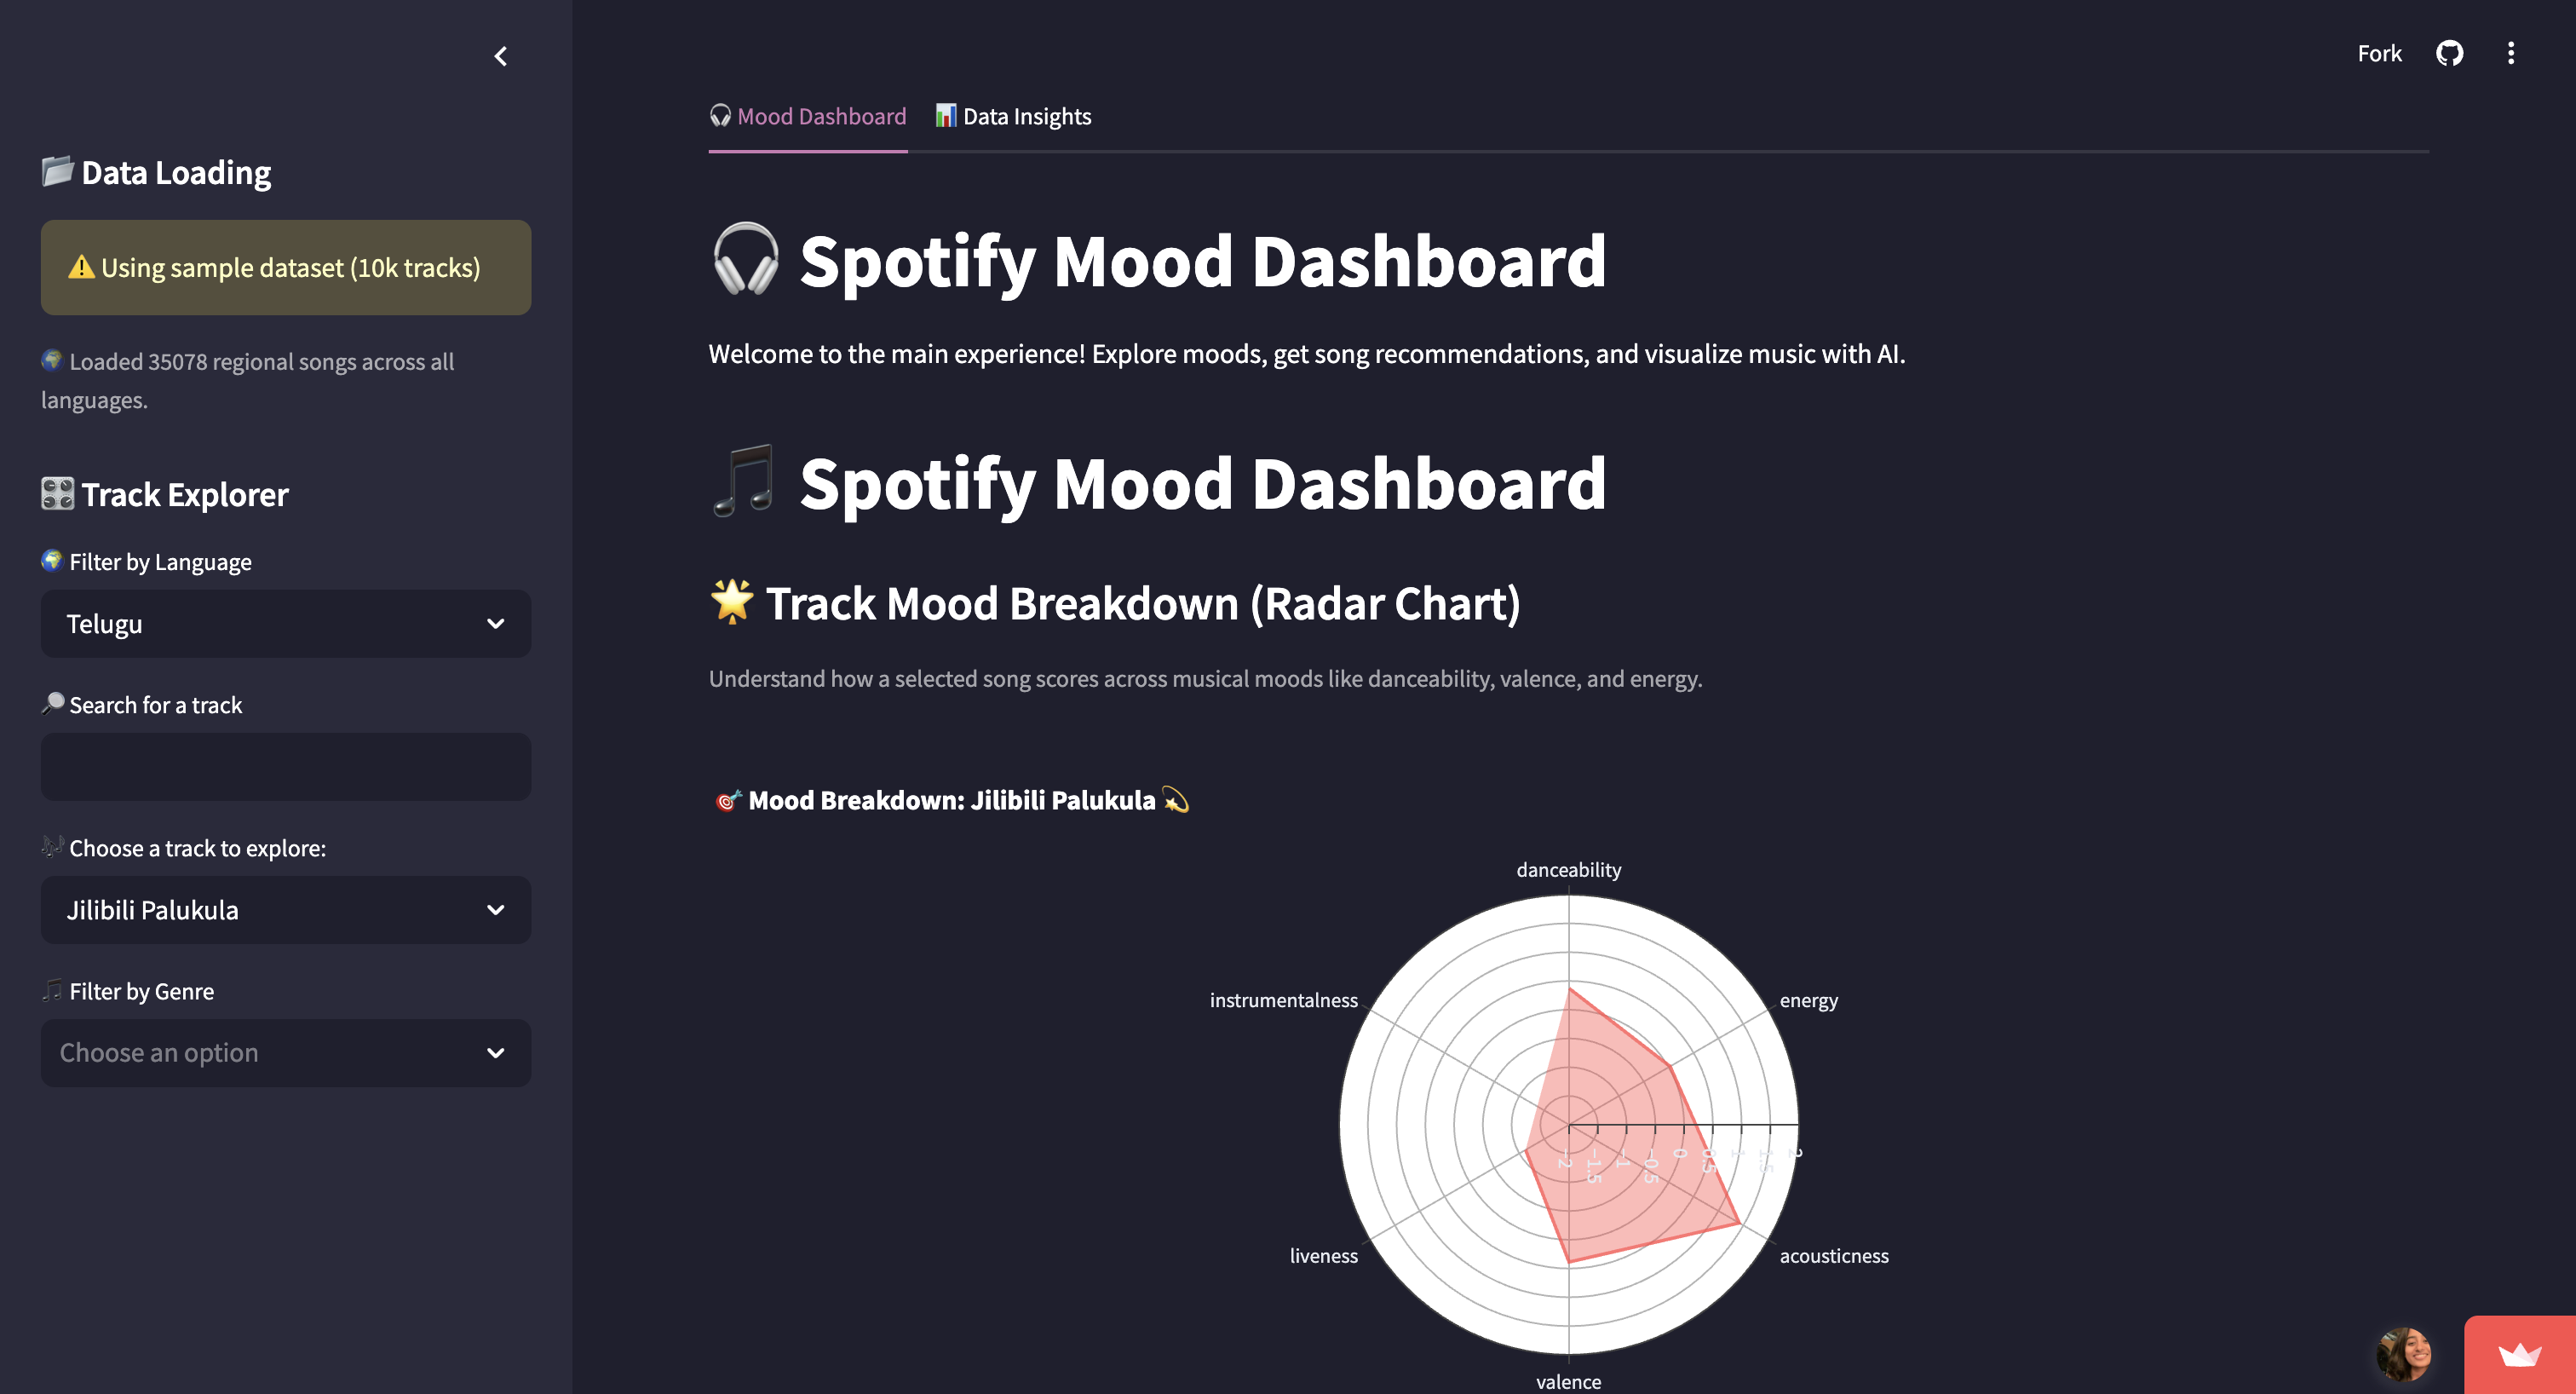 Data Loading
Using sample dataset (10k tracks)
Loaded 35078 regional songs across all
languages.
Track Explorer
Filter by Language
Telugu
Search for a track
Choose a track to explore:
Jilibili Palukula
Filter by Genre
Choose an option
Fork
Mood Dashboard
Data Insights
Spotify Mood Dashboard
Welcome to the main experience! Explore moods, get song recommendations, and visualize music with AI.
Spotify Mood Dashboard
Track Mood Breakdown (Radar Chart)
Understand how a selected song scores across musical moods like danceability, valence, and energy.
Mood Breakdown: Jilibili Palukula
danceability
instrumentalness
energy
−2
−1.5
−1
−0.5
0
0.5
1
1.5
2
liveness
acousticness
valence